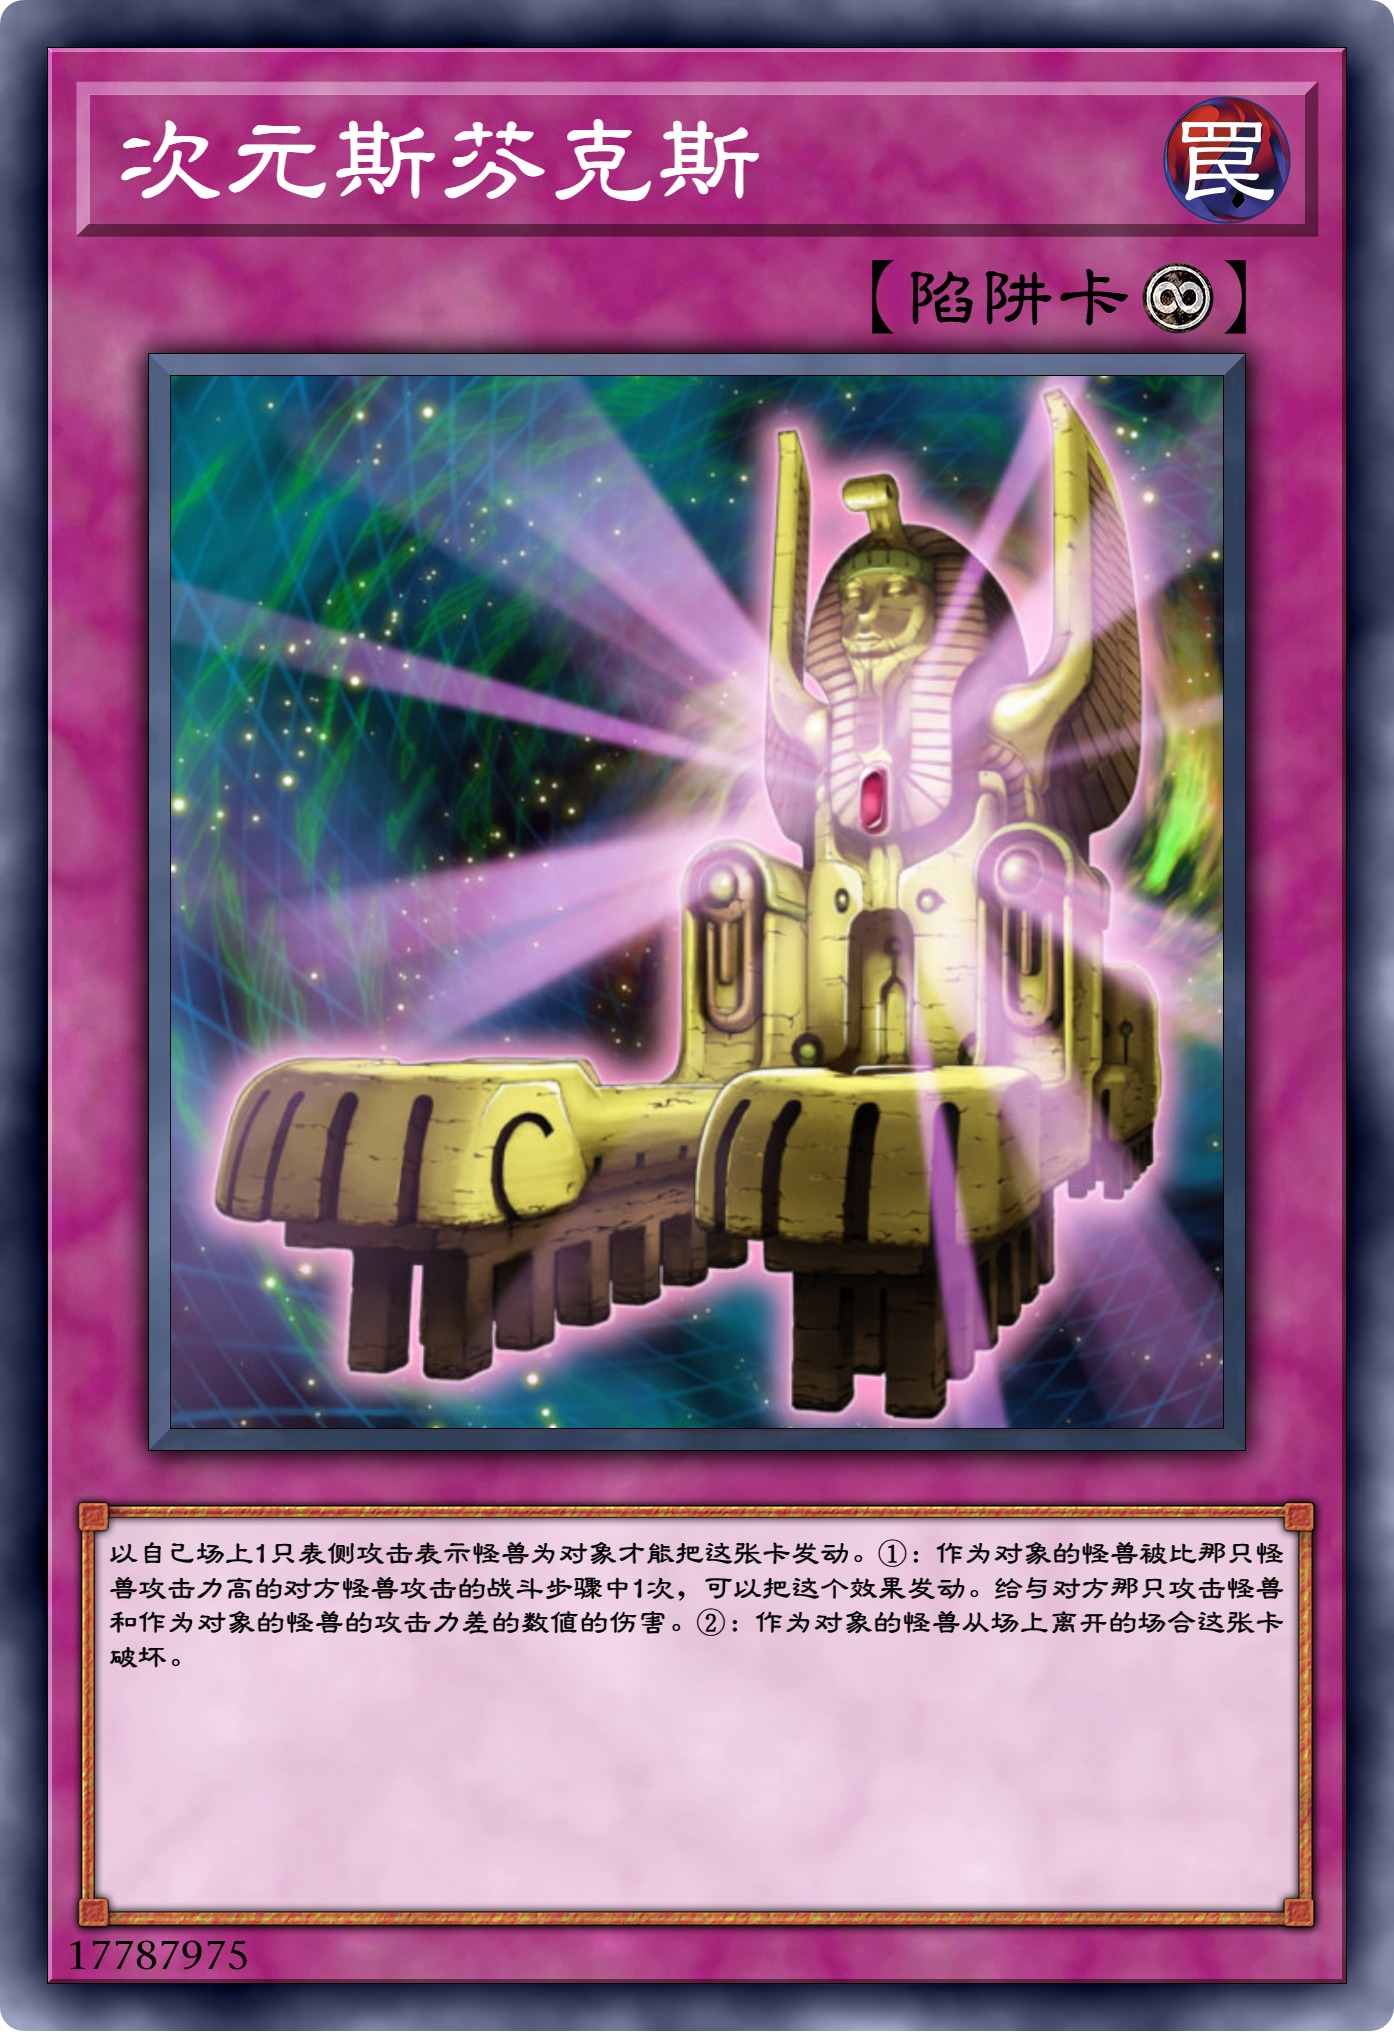 次元斯芬克斯
罠
【陷阱卡】
以自己场上1只表侧攻击表示怪兽为对象才能把这张卡发动。①：作为对象的怪兽被比那只怪
兽攻击力高的对方怪兽攻击的战斗步骤中1次，可以把这个效果发动。给与对方那只攻击怪兽
和作为对象的怪兽的攻击力差的数值的伤害。②：作为对象的怪兽从场上离开的场合这张卡
破坏。
17787975